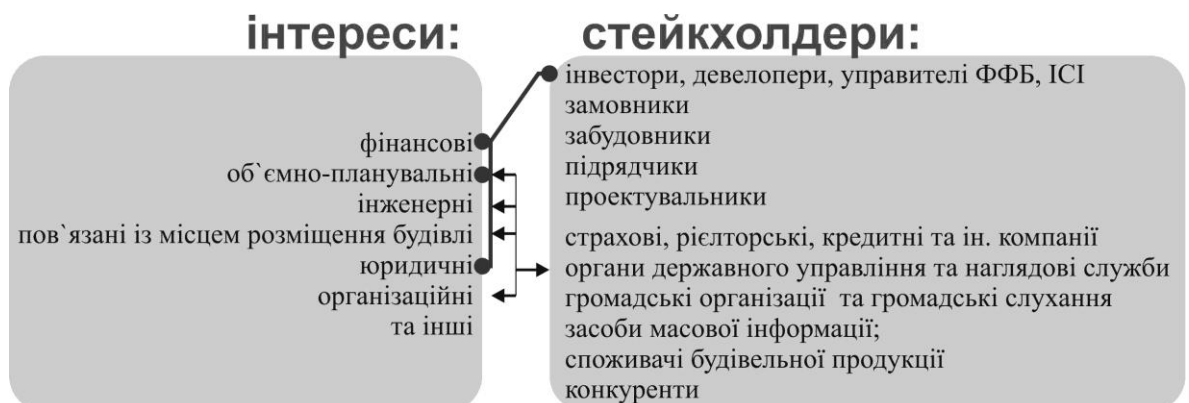 інтереси:
фінансові
об`ємно-планувальні
інженерні
пов`язані із місцем розміщення будівлі
юридичні
організаційні
та інші
стейкхолдери:
інвестори, девелопери, управителі ФФБ, ІСІ
замовники
забудовники
підрядчики
проектувальники
страхові, рієлторські, кредитні та ін. компанії
органи державного управління та наглядові служби
громадські організації та громадські слухання
засоби масової інформації;
споживачі будівельної продукції
конкуренти